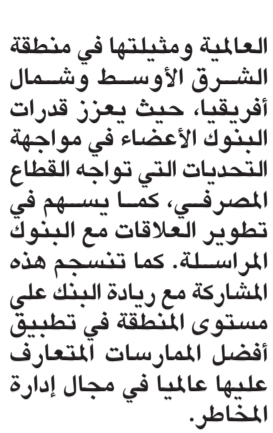 العالمية ومثيلتها في منطقة
الشرق الأوسط وشمال
أفريقيا، حيث يعزز قدرات
البنوك الأعضاء في مواجهة
التحديات التي تواجه القطاع
المصرفي، كما يسهم في
تطوير العلاقات مع البنوك
المراسلة. كما تنسجم هذه
المشاركة مع ريادة البنك على
مستوى المنطقة في تطبيق
أفضل الممارسات المتعارف
عليها عالميا في مجال إدارة
المخاطر.